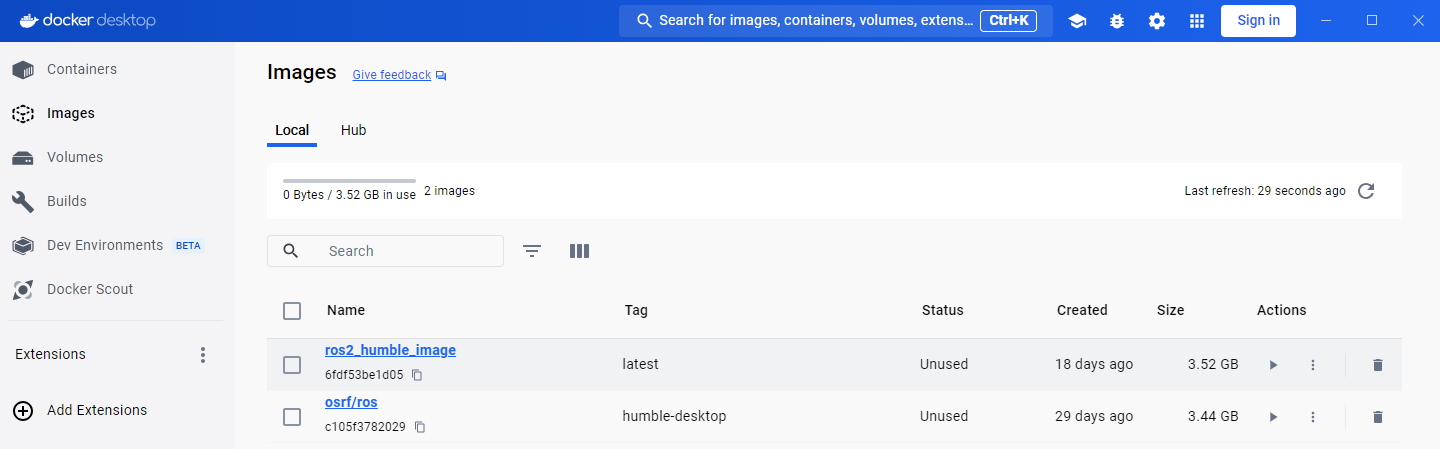 docker desktop
Search for images, containers, volumes, extens... Ctrl+K
Sign in
Containers
Images
Volumes
Builds
Dev Environments BETA
Docker Scout
Extensions
Add Extensions
Images Give feedback
Local Hub
0 Bytes / 3.52 GB in use 2 images
Last refresh: 29 seconds ago
Search
Name Tag Status Created Size Actions
ros2_humble_image
6fdf53be1d05
latest Unused 18 days ago 3.52 GB
osrf/ros
c105f3782029
humble-desktop Unused 29 days ago 3.44 GB